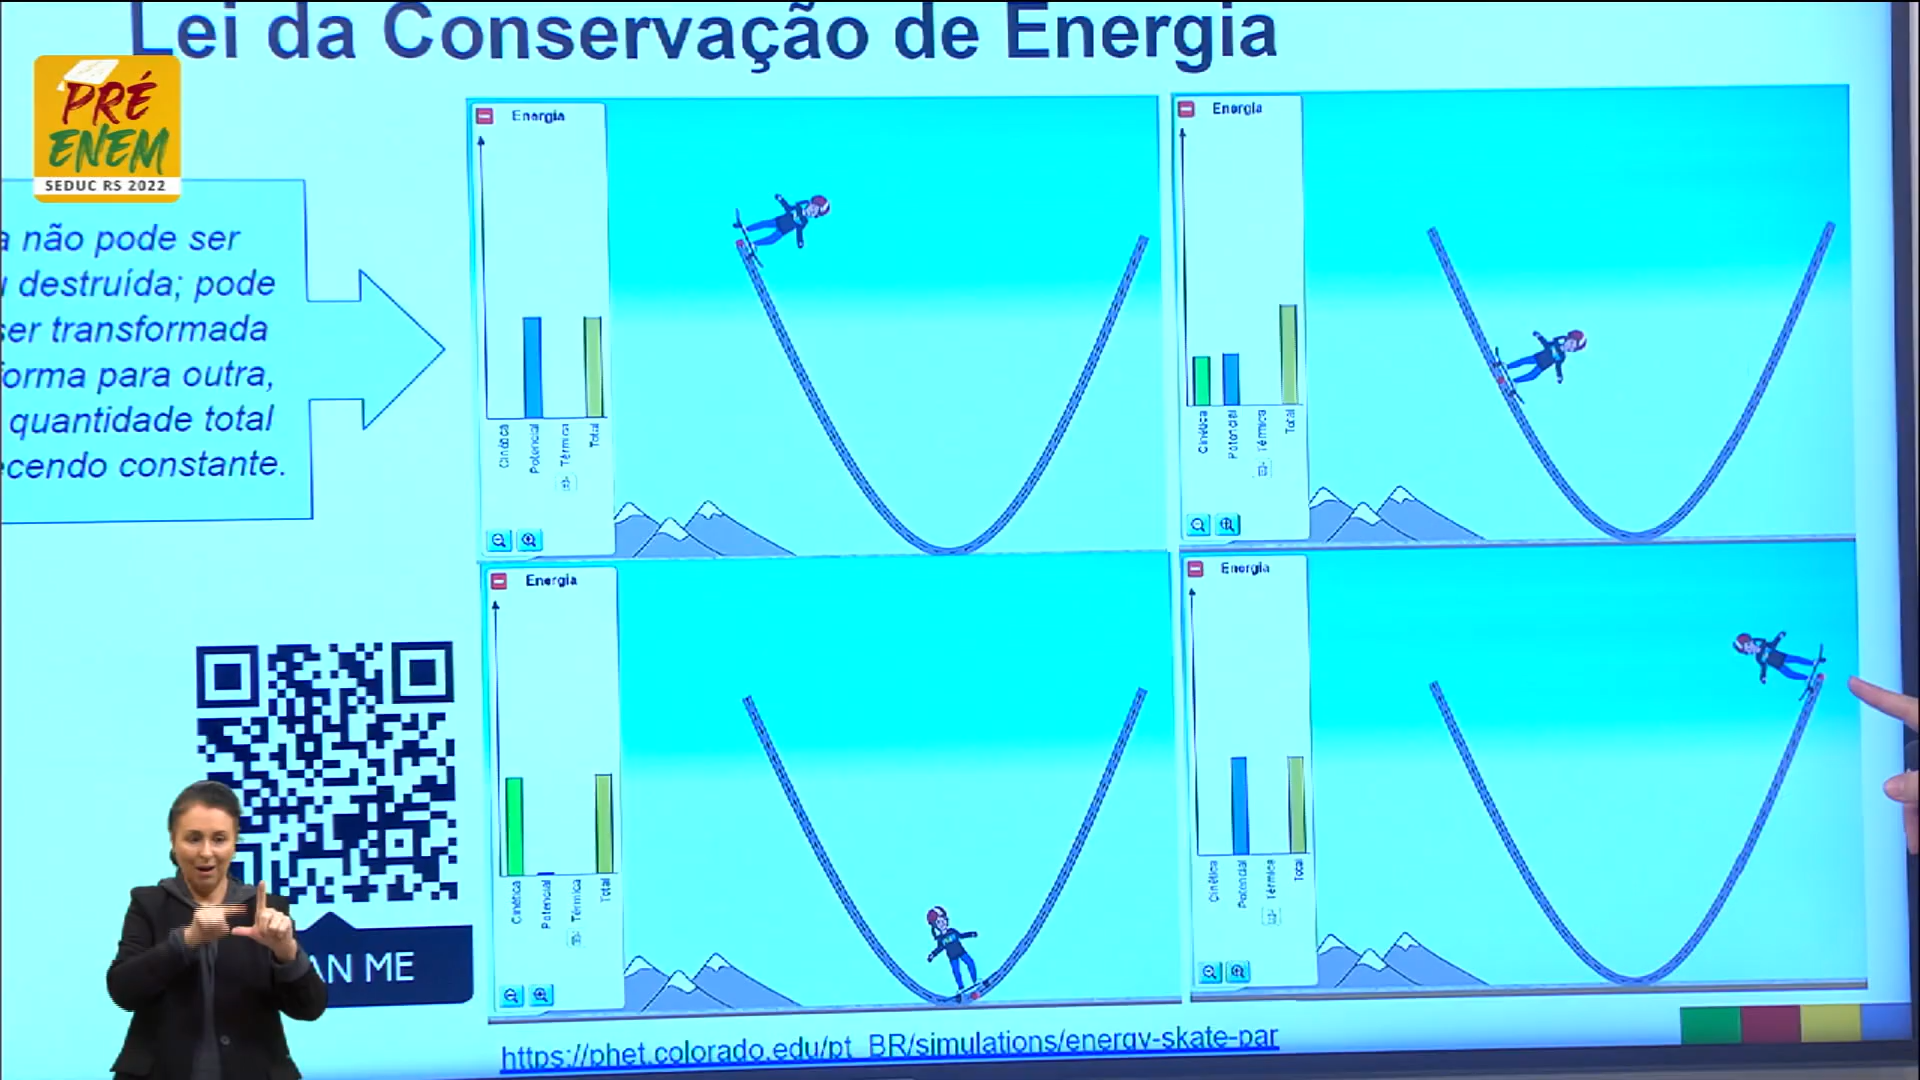 Lei da Conservação de Energia
PRÉ
ENEM
SEDUC RS 2022
a não pode ser
destruída; pode
ser transformada
forma para outra,
quantidade total
ecendo constante.
Energia
Cinética
Potencial
Térmica
Total
Energia
Cinética
Potencial
Térmica
Total
Energia
Cinética
Potencial
Térmica
Total
Energia
Cinética
Potencial
Térmica
Total
AN ME
https://phet.colorado.edu/pt_BR/simulations/energy-skate-par